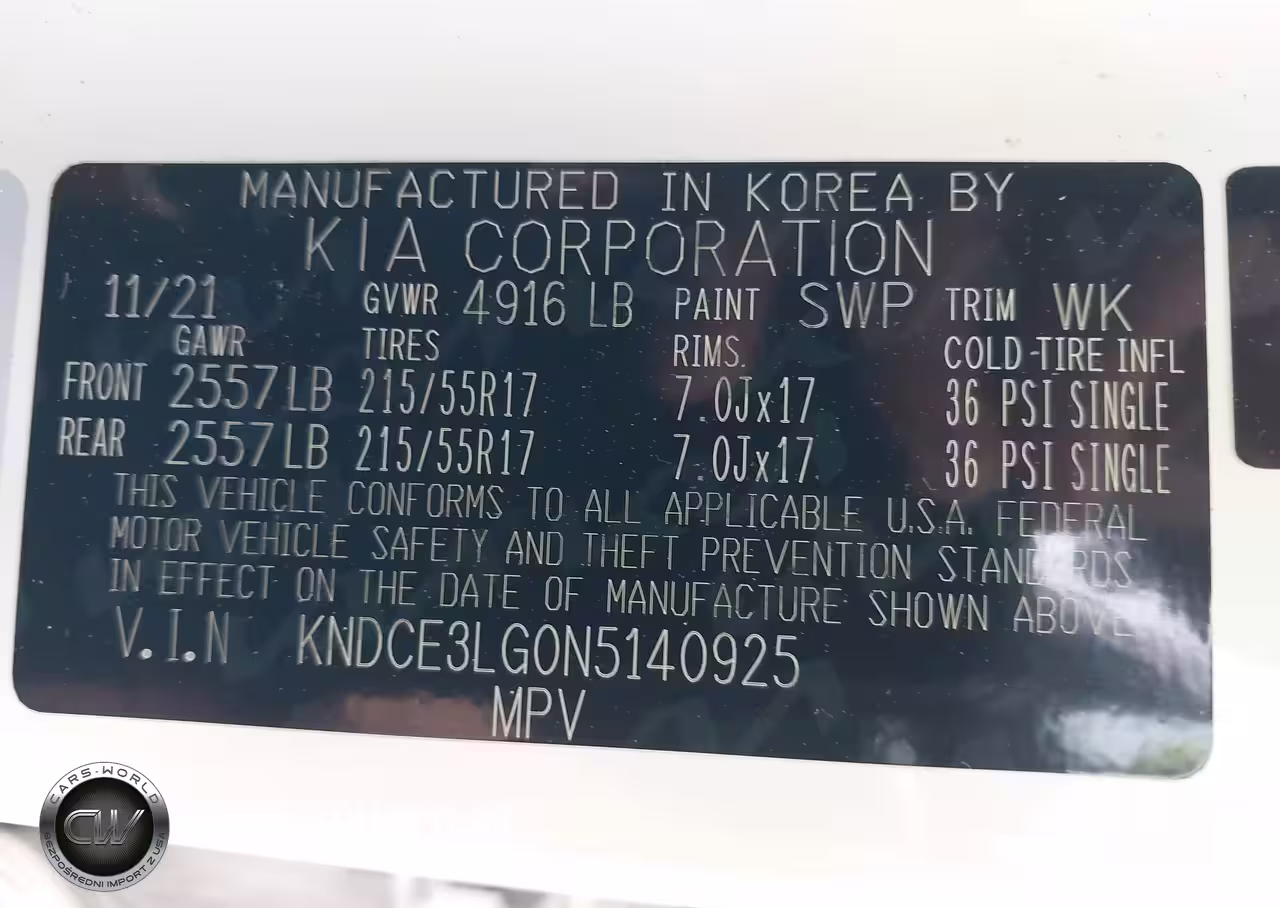 MANUFACTURED IN KOREA BY
KIA CORPORATION
11/21 GVWR 4916 LB PAINT SWP TRIM WK
GAWR TIRES RIMS. COLD-TIRE INFL
FRONT 2557LB 215/55R17 7.0Jx17 36 PSI SINGLE
REAR 2557LB 215/55R17 7.0Jx17 36 PSI SINGLE
THIS VEHICLE CONFORMS TO ALL APPLICABLE U.S.A. FEDERAL
MOTOR VEHICLE SAFETY AND THEFT PREVENTION STANDARDS
IN EFFECT ON THE DATE OF MANUFACTURE SHOWN ABOVE
V.I.N KNDCE3LG0N5140925
MPV
CARS-WORLD
CW
BEZPOŚREDNI IMPORT Z USA